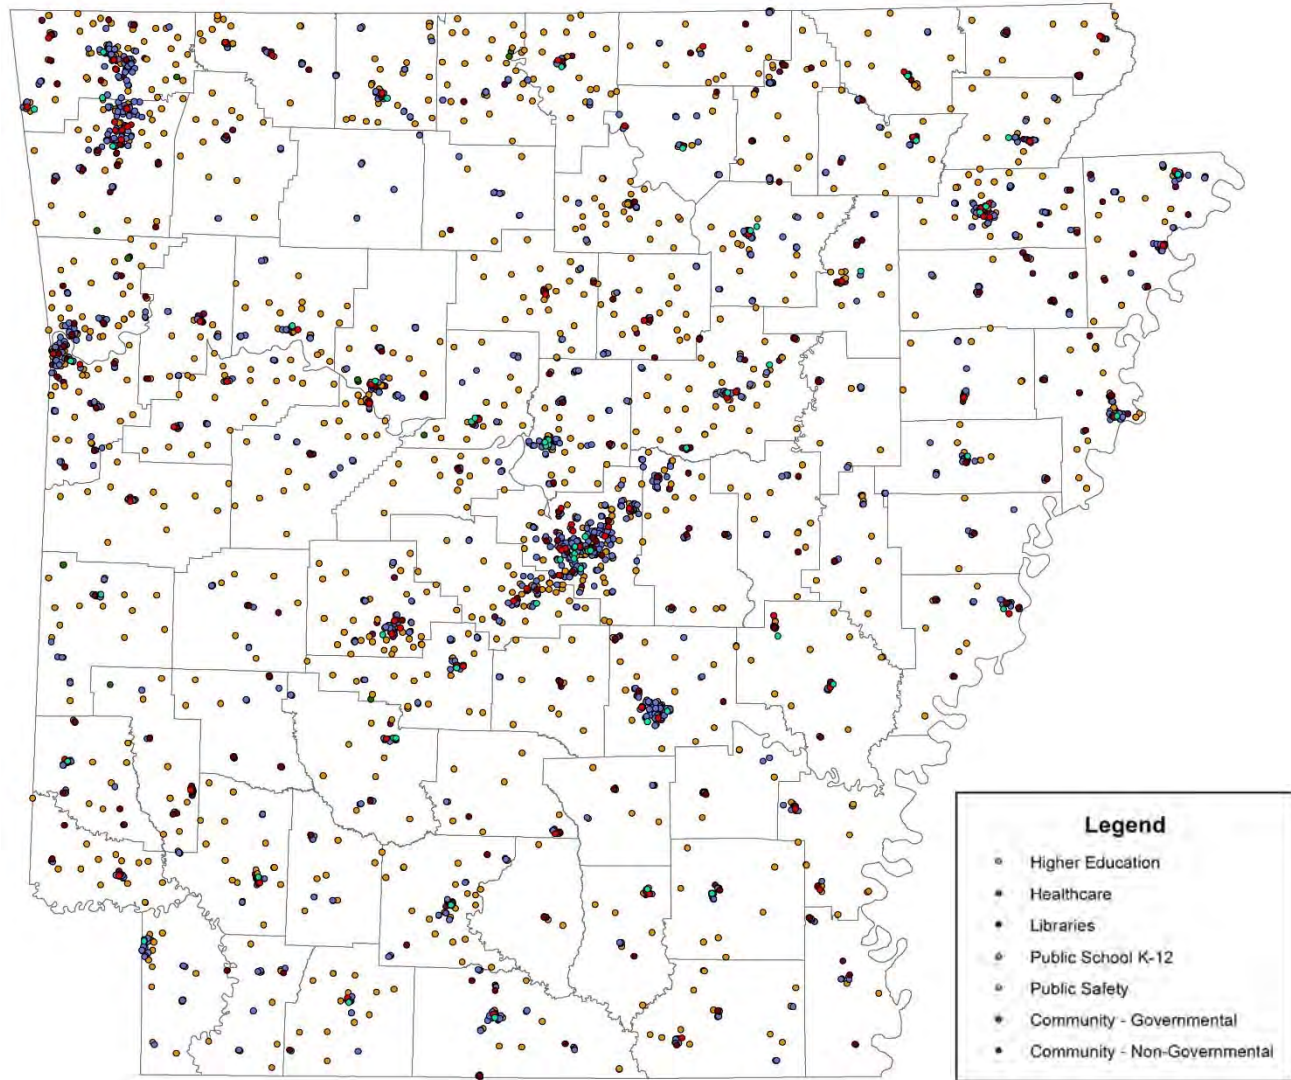 Legend
Higher Education
Healthcare
Libraries
Public School K-12
Public Safety
Community - Governmental
Community - Non-Governmental